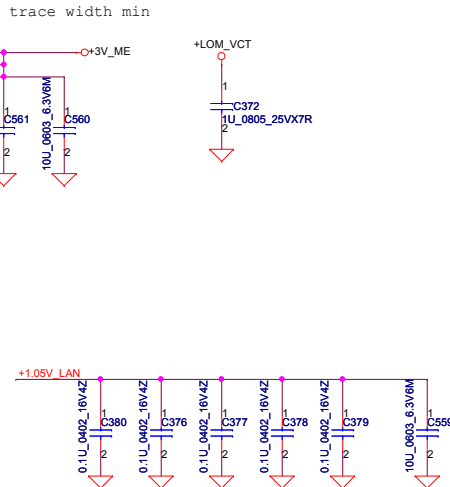 trace width min
+3V_ME
+LOM_VCT
1
C561
2
10U_0603_6.3V6M
1
C560
2
1
C372
1U_0805_25VX7R
2
+1.05V_LAN
0.1U_0402_16V4Z
1
C380
2
0.1U_0402_16V4Z
1
C376
2
0.1U_0402_16V4Z
1
C377
2
0.1U_0402_16V4Z
1
C378
2
0.1U_0402_16V4Z
1
C379
2
10U_0603_6.3V6M
1
C559
2